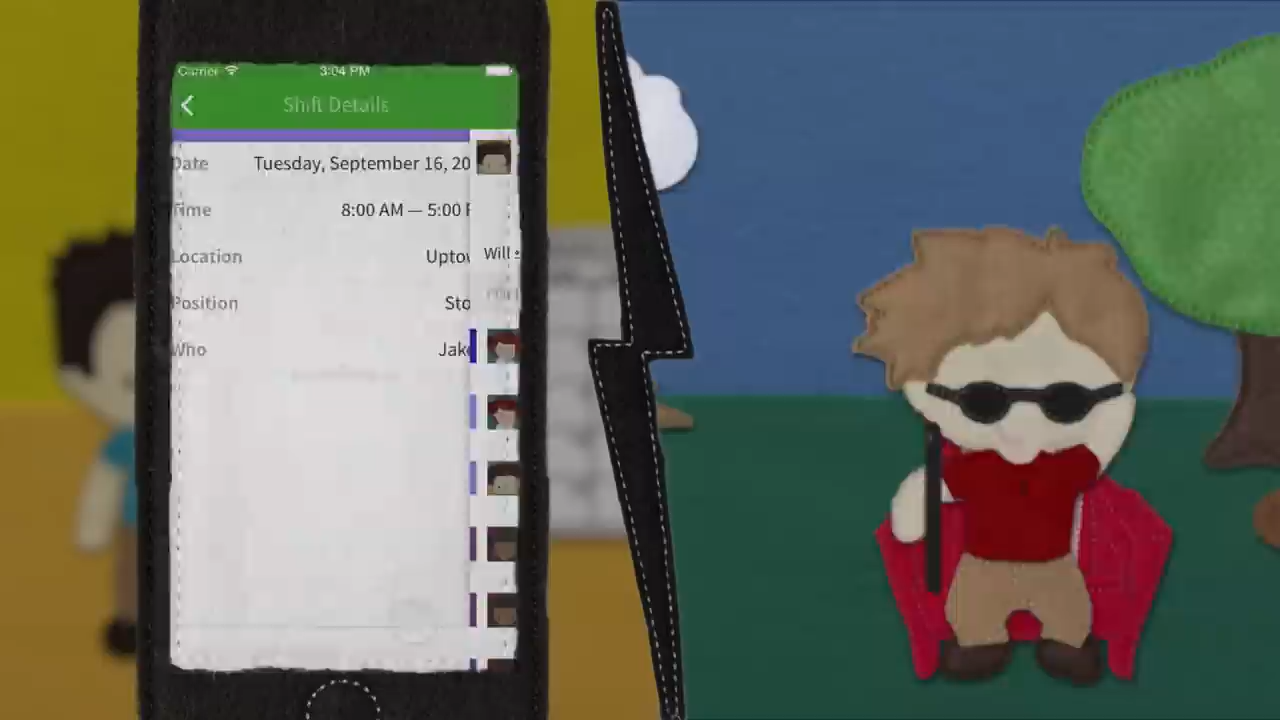 Carrier 3:04 PM
Shift Details
Date Tuesday, September 16, 20
Time 8:00 AM — 5:00
Location Upto
Position Sto
Who Jake
Will